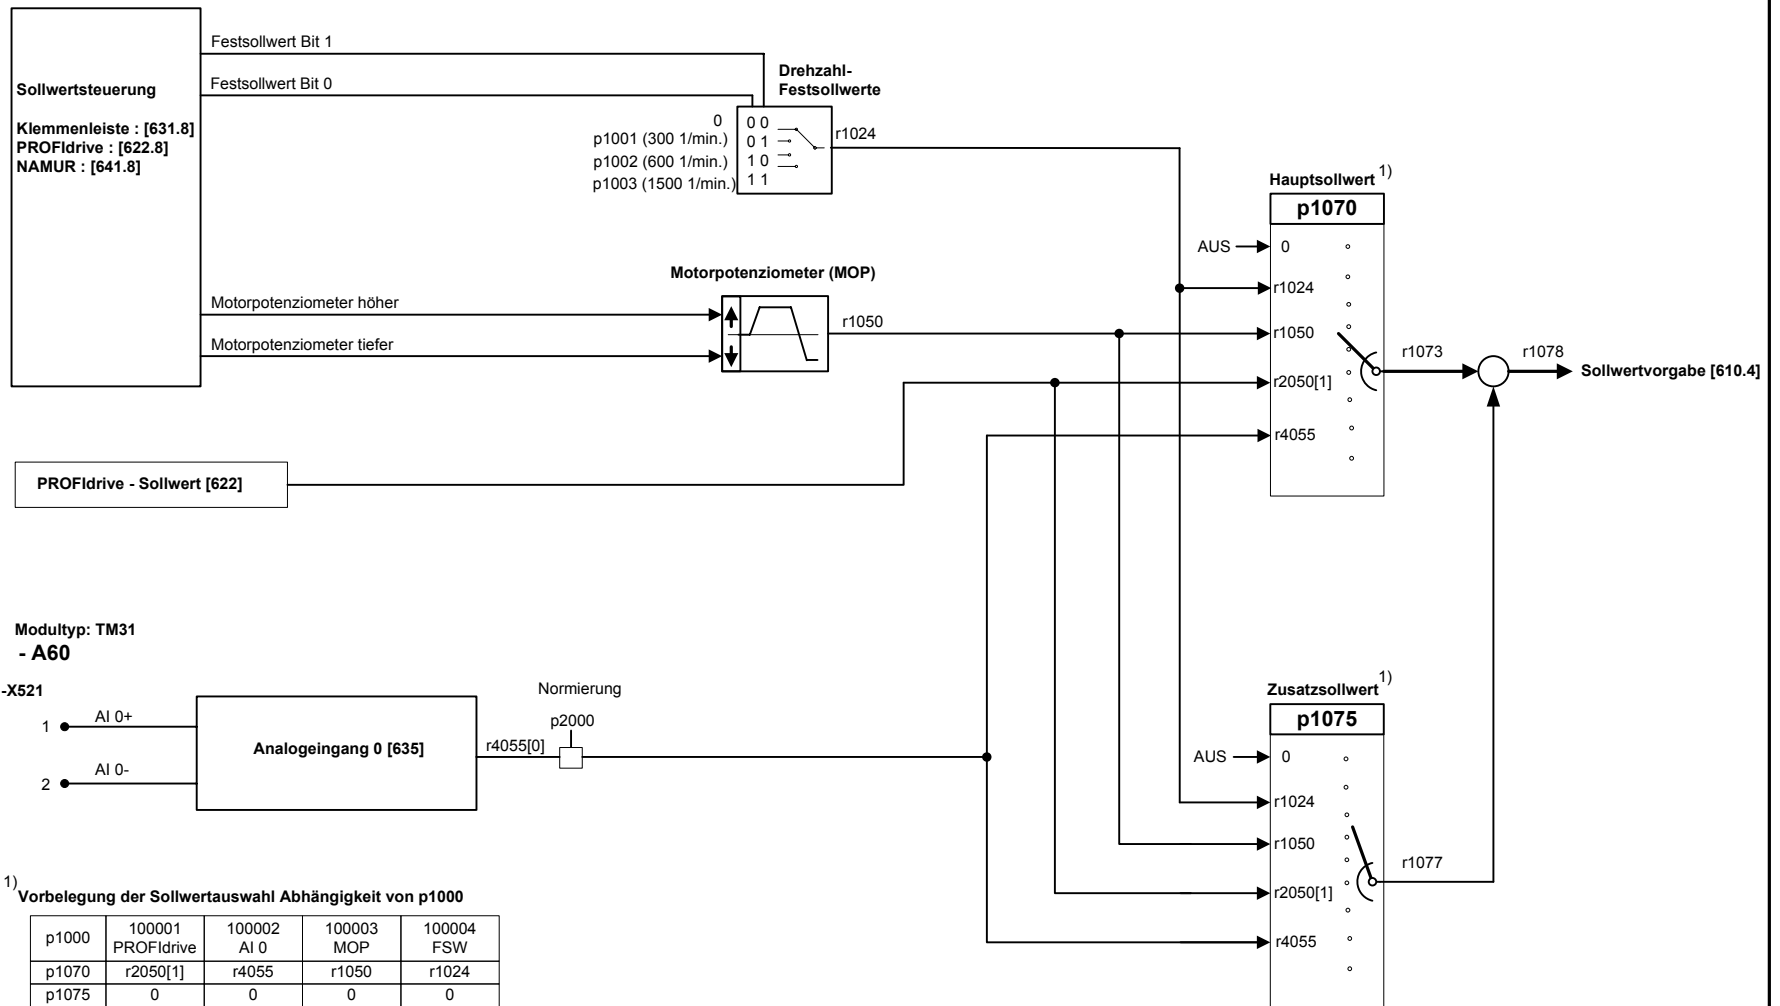 Festsollwert Bit 1
Festsollwert Bit 0
Sollwertsteuerung
Klemmenleiste : [631.8]
PROFIdrive : [622.8]
NAMUR : [641.8]
Drehzahl-
Festsollwerte
0
0 0
p1001 (300 1/min.)
0 1
p1002 (600 1/min.)
1 0
p1003 (1500 1/min.)
1 1
r1024
Motorpotenziometer (MOP)
Motorpotenziometer höher
Motorpotenziometer tiefer
r1050
Hauptsollwert 1)
p1070
AUS
0
r1024
r1050
r2050[1]
r4055
r1073
r1078
Sollwertvorgabe [610.4]
PROFIdrive - Sollwert [622]
Modultyp: TM31
- A60
-X521
1
AI 0+
2
AI 0-
Analogeingang 0 [635]
r4055[0]
Normierung
p2000
Zusatzsollwert 1)
p1075
AUS
0
r1024
r1050
r2050[1]
r4055
r1077
1) Vorbelegung der Sollwertauswahl Abhängigkeit von p1000
p1000 100001 PROFIdrive 100002 AI 0 100003 MOP 100004 FSW
p1070 r2050[1] r4055 r1050 r1024
p1075 0 0 0 0